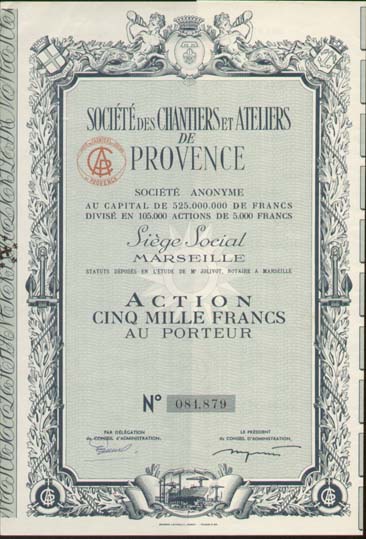 SOCIÉTÉ DES CHANTIERS ET ATELIERS
DE
PROVENCE
SOCIÉTÉ ANONYME
AU CAPITAL DE 525.000.000 DE FRANCS
DIVISÉ EN 105.000 ACTIONS DE 5.000 FRANCS
Siège Social
MARSEILLE
STATUTS DÉPOSÉS EN L'ÉTUDE DE Me JOLIVOT, NOTAIRE A MARSEILLE
ACTION
CINQ MILLE FRANCS
AU PORTEUR
No 084.879
PAR DÉLÉGATION
du CONSEIL D'ADMINISTRATION,
LE PRÉSIDENT
du CONSEIL D'ADMINISTRATION,